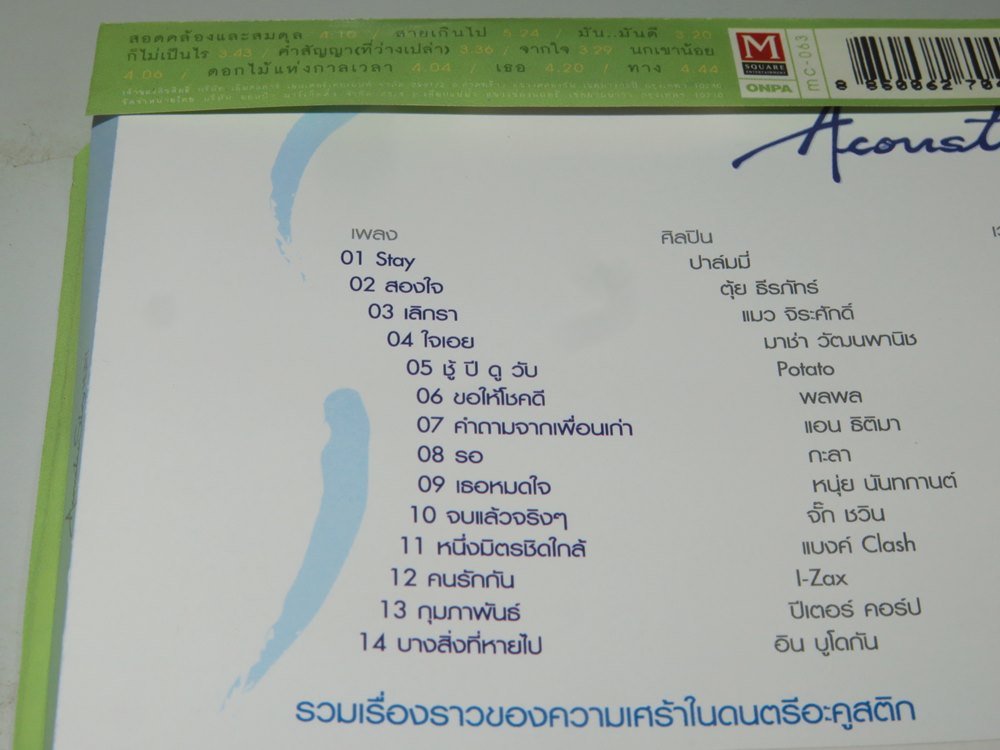 สอดคล้องและสมดุล 4:10 / สายเกินไป 5.24 / มัน..มันดี 3.20
ก็ไม่เป็นไร 3.43 / คำสัญญา(ที่ว่างเปล่า) 3.36 / จากใจ 3.29 นกเขาน้อย
4.06 / ดอกไม้แห่งกาลเวลา 4.04 / เธอ 4.20 / ทาง 4.44
M
SQUARE
ENTERTAINMENT
ONPA
MC-063
8 850062 70
Acoust
เพลง ศิลปิน
01 Stay ปาล์มมี่
02 สองใจ ตุ้ย ธีรภัทร์
03 เลิกรา แมว จิระศักดิ์
04 ใจเอย มาช่า วัฒนพานิช
05 ชู้ ปี ดู วับ Potato
06 ขอให้โชคดี พลพล
07 คำถามจากเพื่อนเก่า แอน ธิติมา
08 รอ กะลา
09 เธอหมดใจ หนุ่ย นันทกานต์
10 จบแล้วจริงๆ จั๊ก ชวิน
11 หนึ่งมิตรชิดใกล้ แบงค์ Clash
12 คนรักกัน I-Zax
13 กุมภาพันธ์ ปีเตอร์ คอร์ป
14 บางสิ่งที่หายไป อิน บูโดกัน
รวมเรื่องราวของความเศร้าในดนตรีอะคูสติก